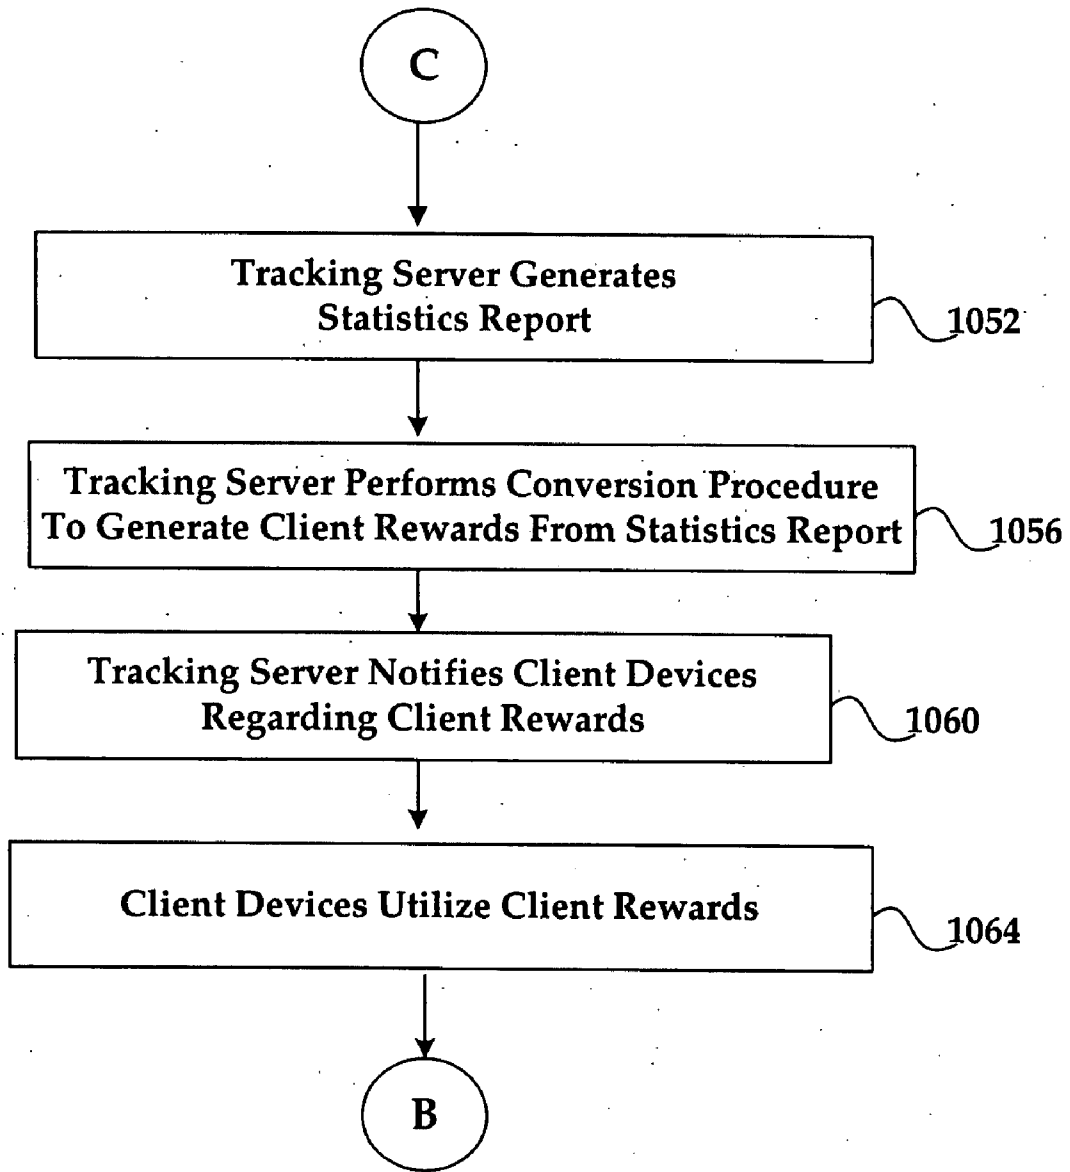 C
Tracking Server Generates
Statistics Report
1052
Tracking Server Performs Conversion Procedure
To Generate Client Rewards From Statistics Report
1056
Tracking Server Notifies Client Devices
Regarding Client Rewards
1060
Client Devices Utilize Client Rewards
1064
B